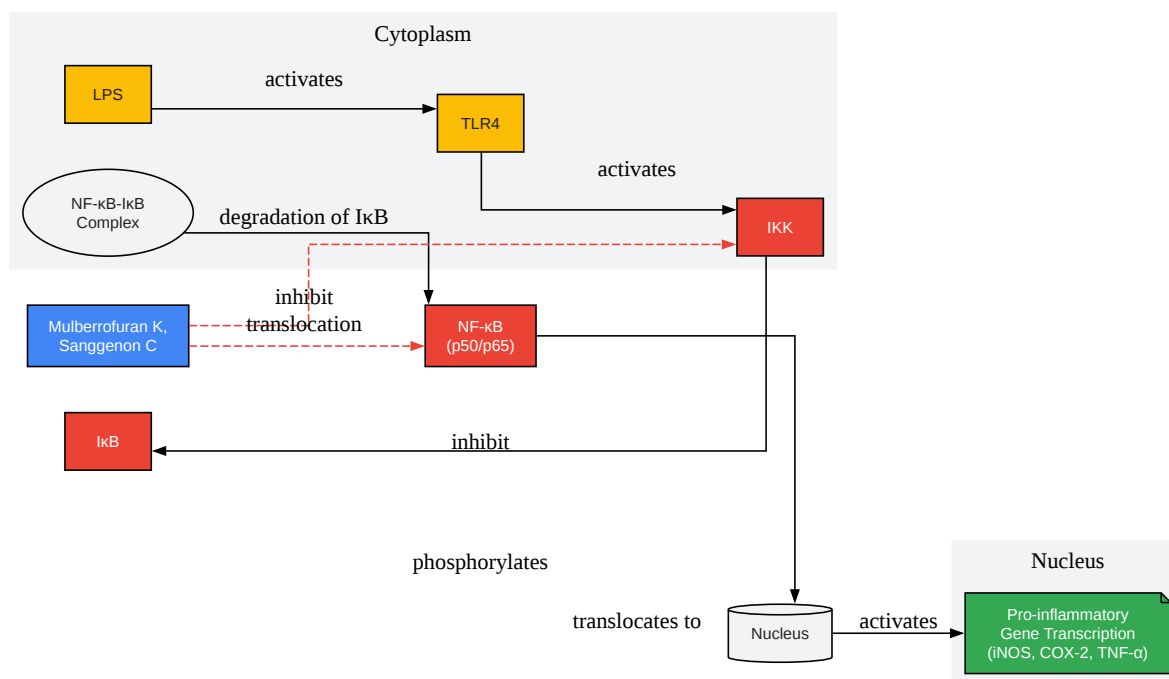 Cytoplasm
activates
LPS
TLR4
activates
NF-κB-IκB
Complex
degradation of IκB
IKK
inhibit
translocation
Mulberrofuran K,
Sanggenon C
NF-κB
(p50/p65)
IκB
inhibit
phosphorylates
Nucleus
translocates to
Nucleus
activates
Pro-inflammatory
Gene Transcription
(iNOS, COX-2, TNF-α)